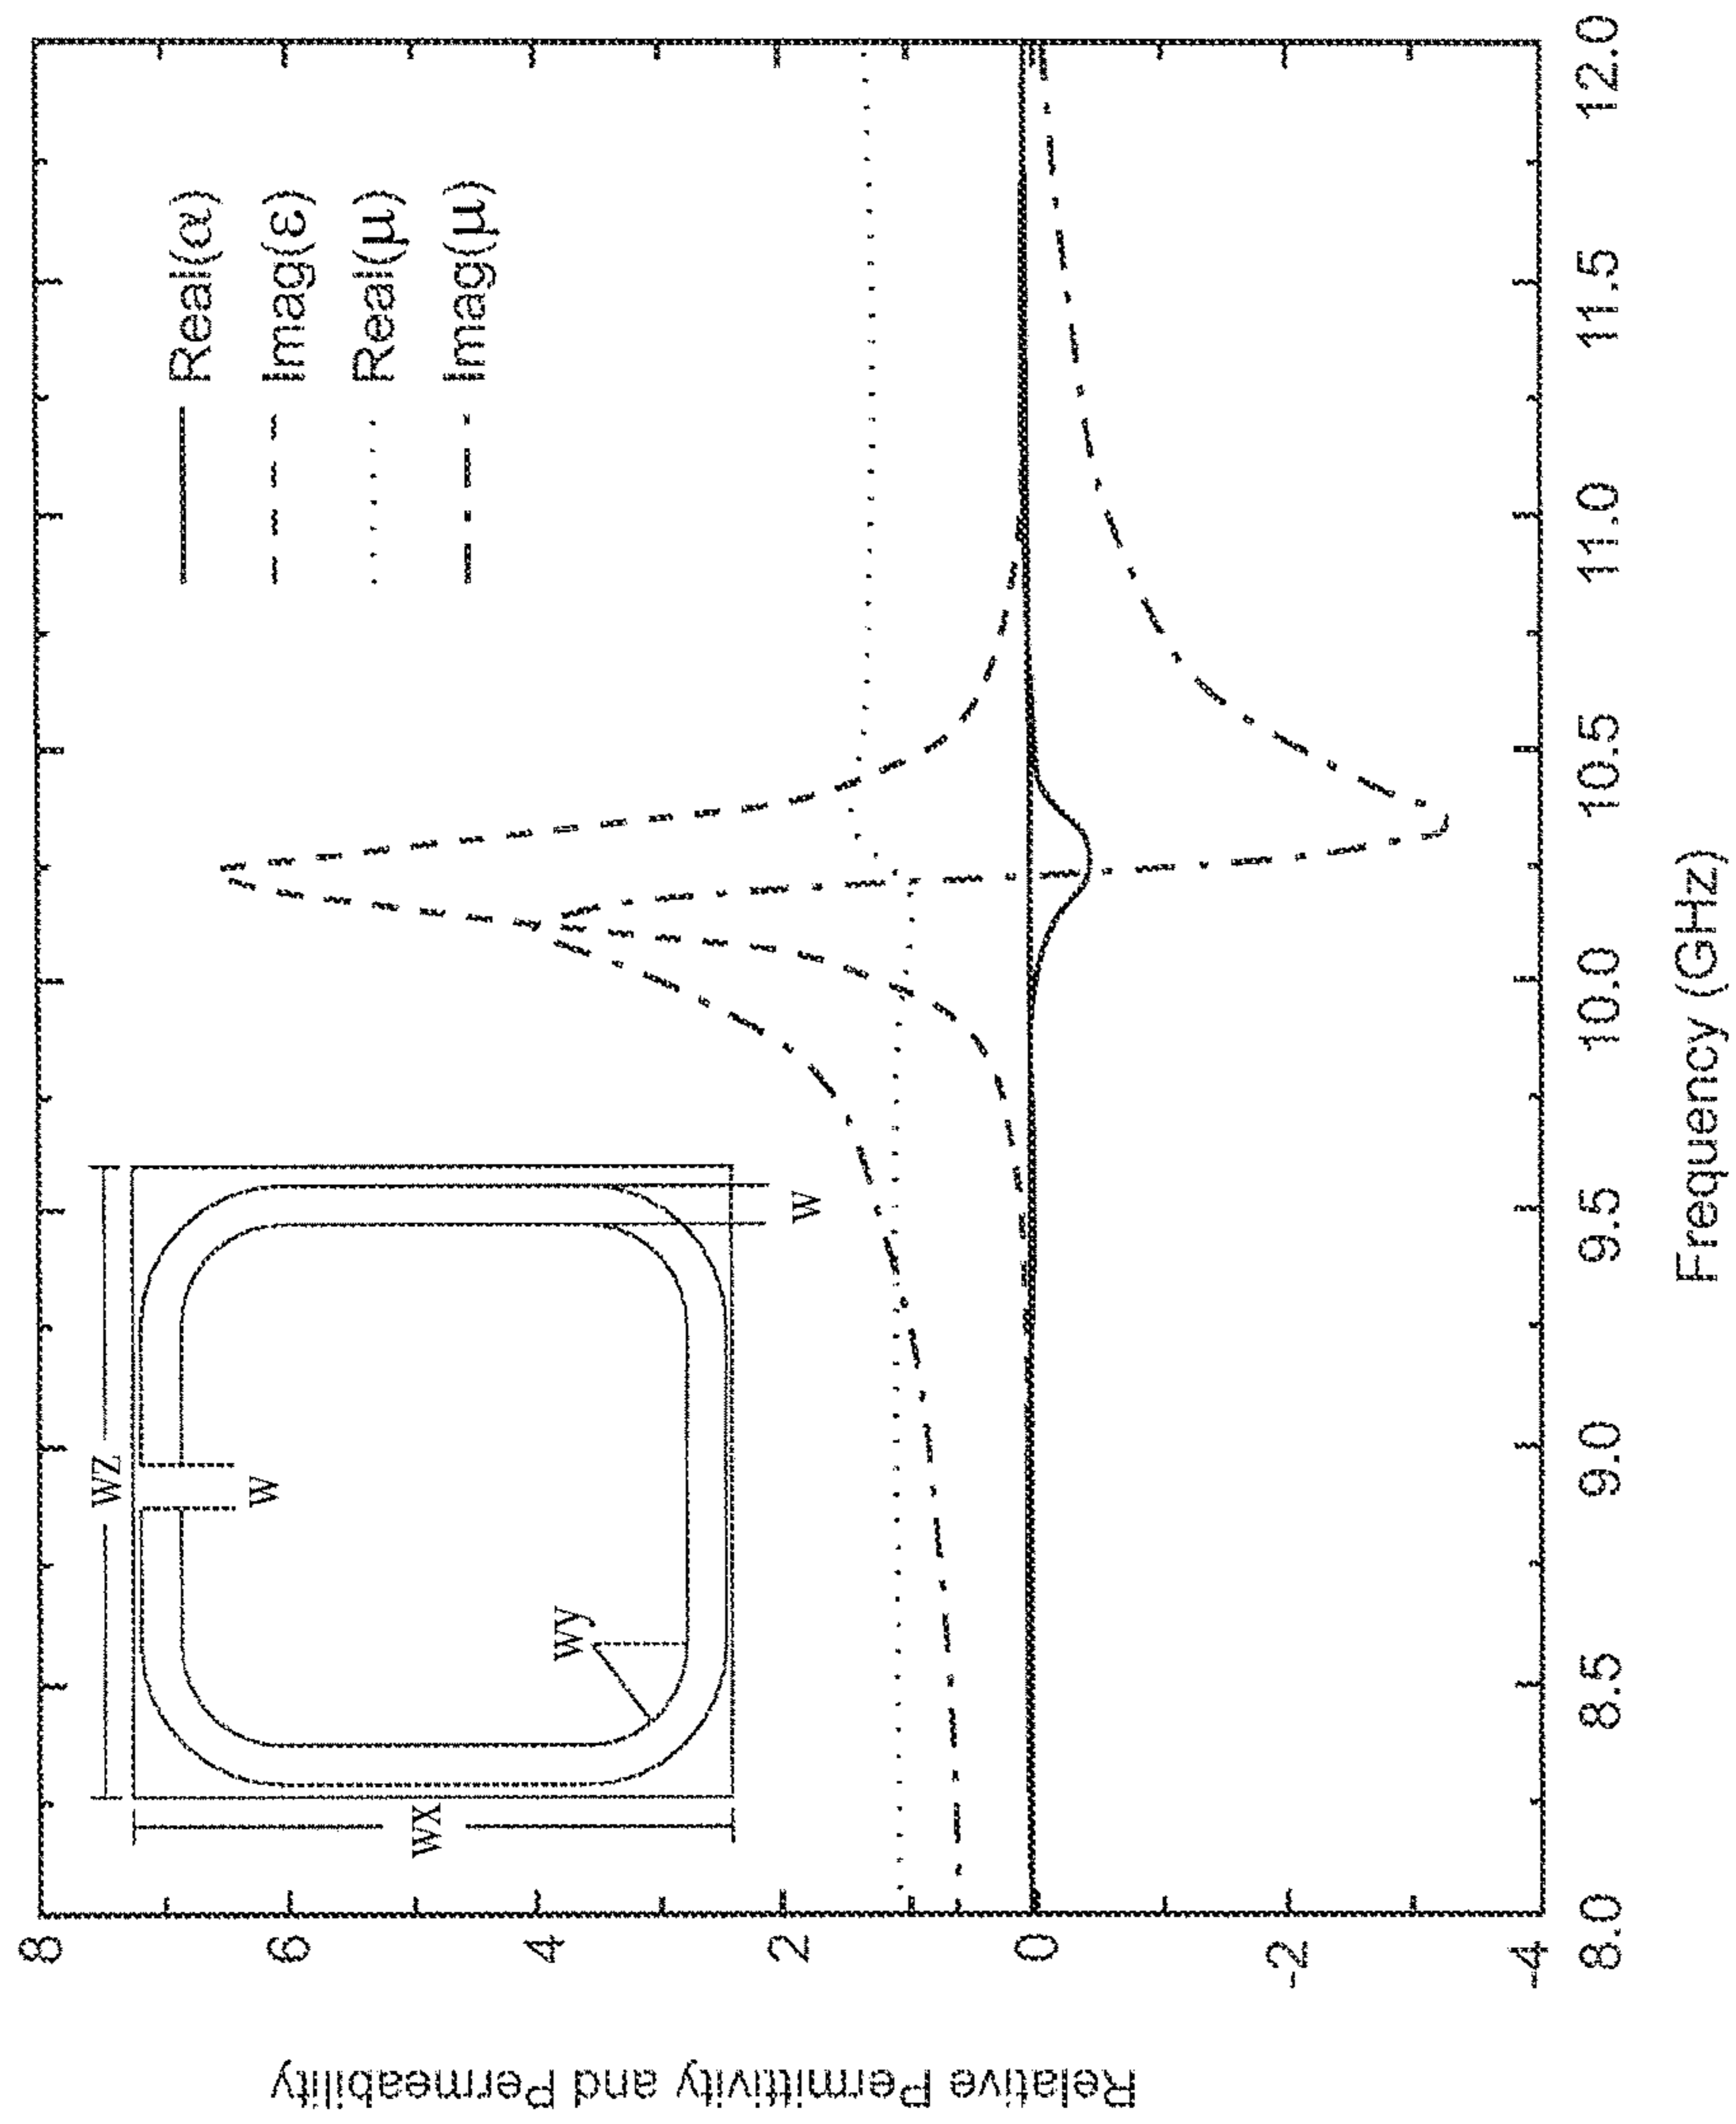 Relative Permittivity and Permeability
8
6
4
2
0
-2
-4
8.0
8.5
9.0
9.5
10.0
10.5
11.0
11.5
12.0
Frequency (GHz)
Real(α)
Imag(ε)
Real(μ)
Imag(μ)
WZ
W
WX
Wy
W